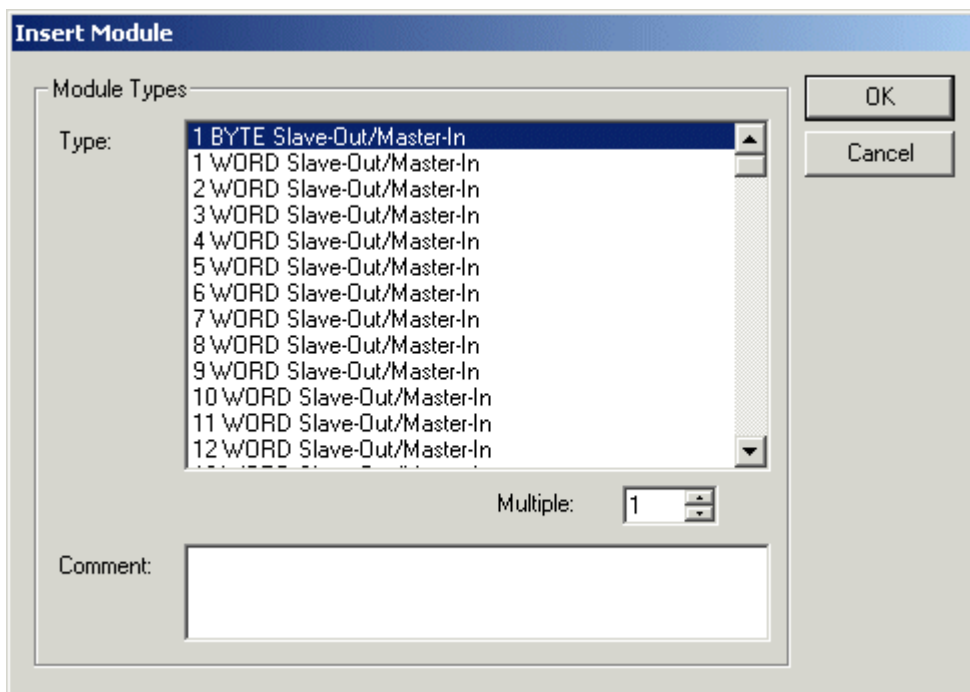 Insert Module
Module Types
OK
Type:
1 BYTE Slave-Out/Master-In
Cancel
1 WORD Slave-Out/Master-In
2 WORD Slave-Out/Master-In
3 WORD Slave-Out/Master-In
4 WORD Slave-Out/Master-In
5 WORD Slave-Out/Master-In
6 WORD Slave-Out/Master-In
7 WORD Slave-Out/Master-In
8 WORD Slave-Out/Master-In
9 WORD Slave-Out/Master-In
10 WORD Slave-Out/Master-In
11 WORD Slave-Out/Master-In
12 WORD Slave-Out/Master-In
Multiple: 1
Comment: